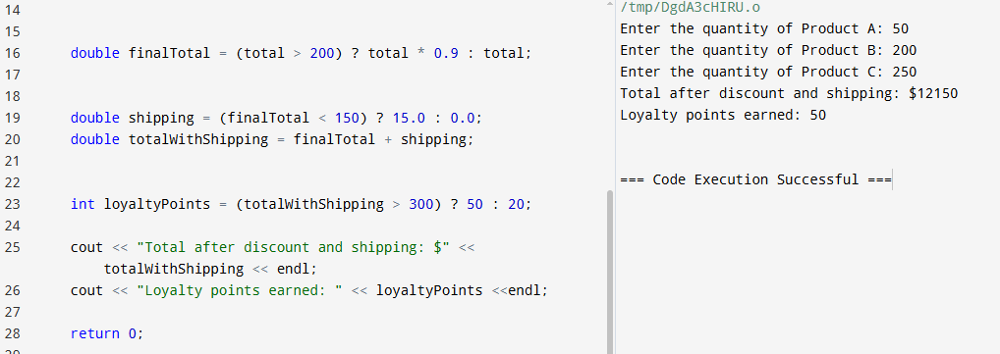 14
15
16 double finalTotal = (total > 200) ? total * 0.9 : total;
17
18
19 double shipping = (finalTotal < 150) ? 15.0 : 0.0;
20 double totalWithShipping = finalTotal + shipping;
21
22
23 int loyaltyPoints = (totalWithShipping > 300) ? 50 : 20;
24
25 cout << "Total after discount and shipping: $" <<
totalWithShipping << endl;
26 cout << "Loyalty points earned: " << loyaltyPoints <<endl;
27
28 return 0;
/tmp/DgdA3cHIRU.o
Enter the quantity of Product A: 50
Enter the quantity of Product B: 200
Enter the quantity of Product C: 250
Total after discount and shipping: $12150
Loyalty points earned: 50
=== Code Execution Successful ===